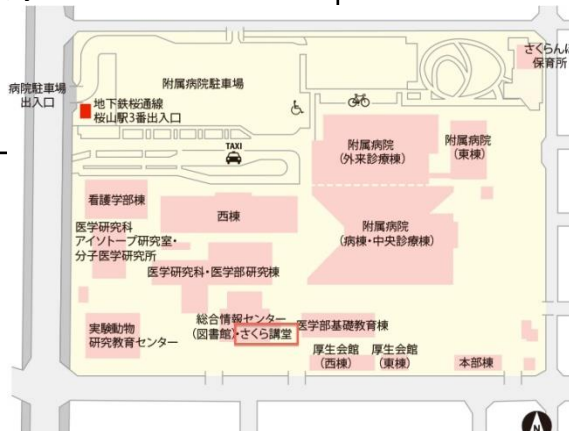 さくらんぼ
保育所
病院駐車場
出入口
附属病院駐車場
地下鉄桜通線
桜山駅3番出入口
TAXI
附属病院
(外来診療棟)
附属病院
(東棟)
看護学部棟
西棟
附属病院
(病棟・中央診療棟)
医学研究科
アイソトープ研究室・
分子医学研究所
医学研究科・医学部研究棟
実験動物
研究教育センター
総合情報センター
(図書館)・さくら講堂
医学部基礎教育棟
厚生会館
(西棟)
厚生会館
(東棟)
本部棟
N